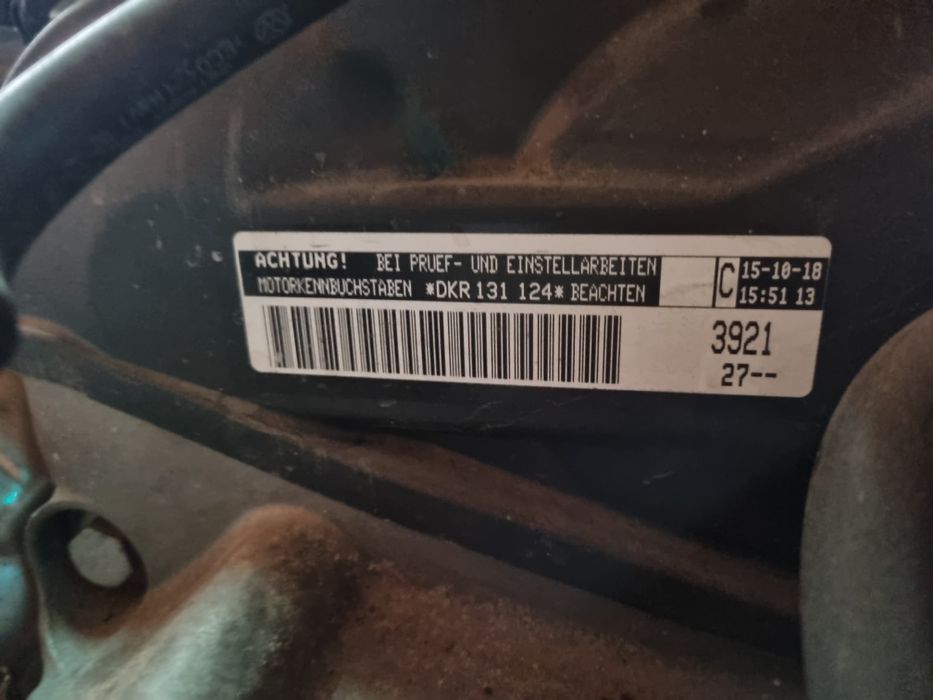 ACHTUNG! BEI PRUEF- UND EINSTELLARBEITEN
MOTORKENNBUCHSTABEN *DKR 131 124* BEACHTEN
C
15-10-18
15:51 13
3921
27--